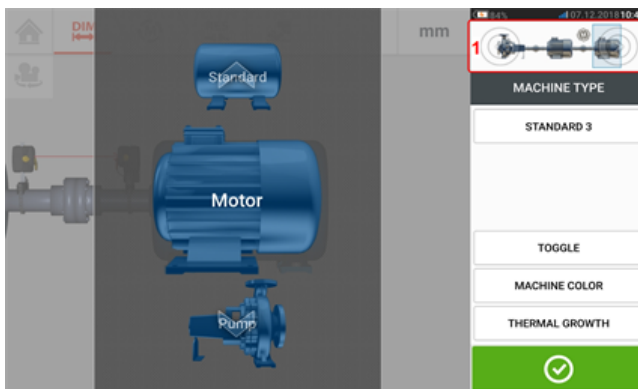 DIM
mm
84%
07.12.2018 10:4
1
M
MACHINE TYPE
STANDARD 3
Standard
Motor
Pump
TOGGLE
MACHINE COLOR
THERMAL GROWTH